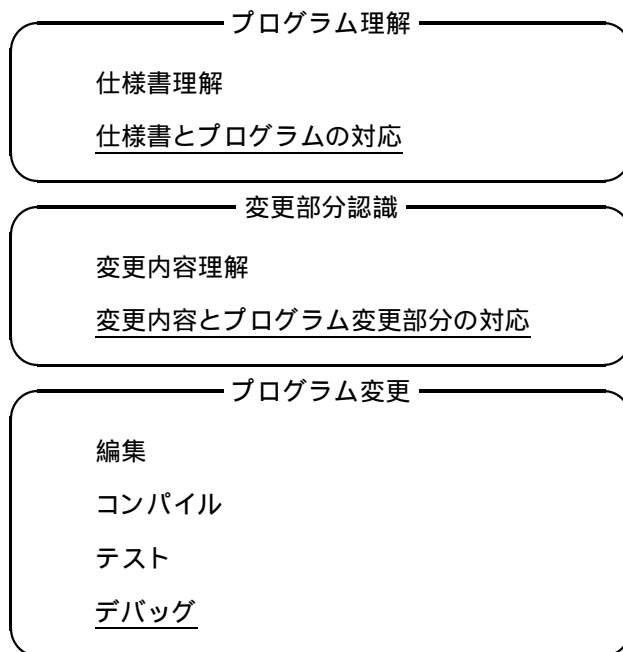 プログラム理解
仕様書理解
仕様書とプログラムの対応
変更部分認識
変更内容理解
変更内容とプログラム変更部分の対応
プログラム変更
編集
コンパイル
テスト
デバッグ